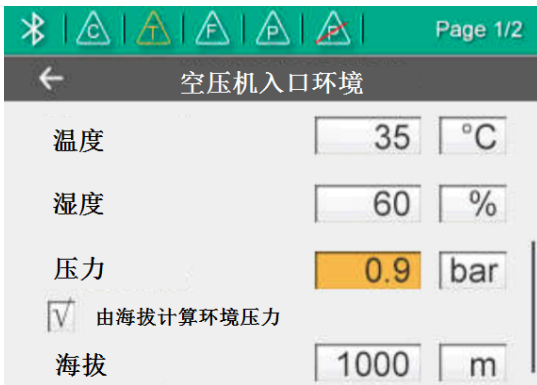 C T F P P Page 1/2
空压机入口环境
温度 35 °C
湿度 60 %
压力 0.9 bar
√ 由海拔计算环境压力
海拔 1000 m